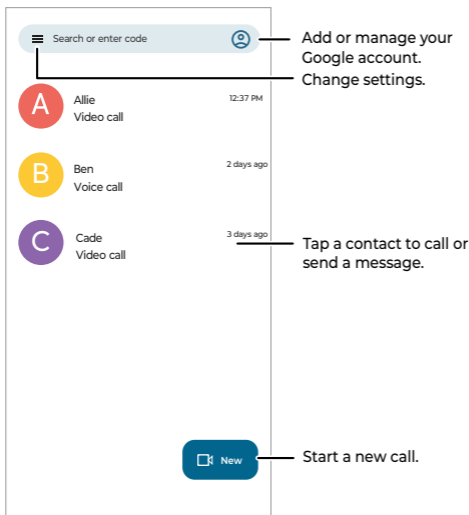 Search or enter code
Add or manage your
Google account.
Change settings.
A
Allie
12:37 PM
Video call
B
Ben
2 days ago
Voice call
C
Cade
3 days ago
Video call
Tap a contact to call or
send a message.
New
Start a new call.